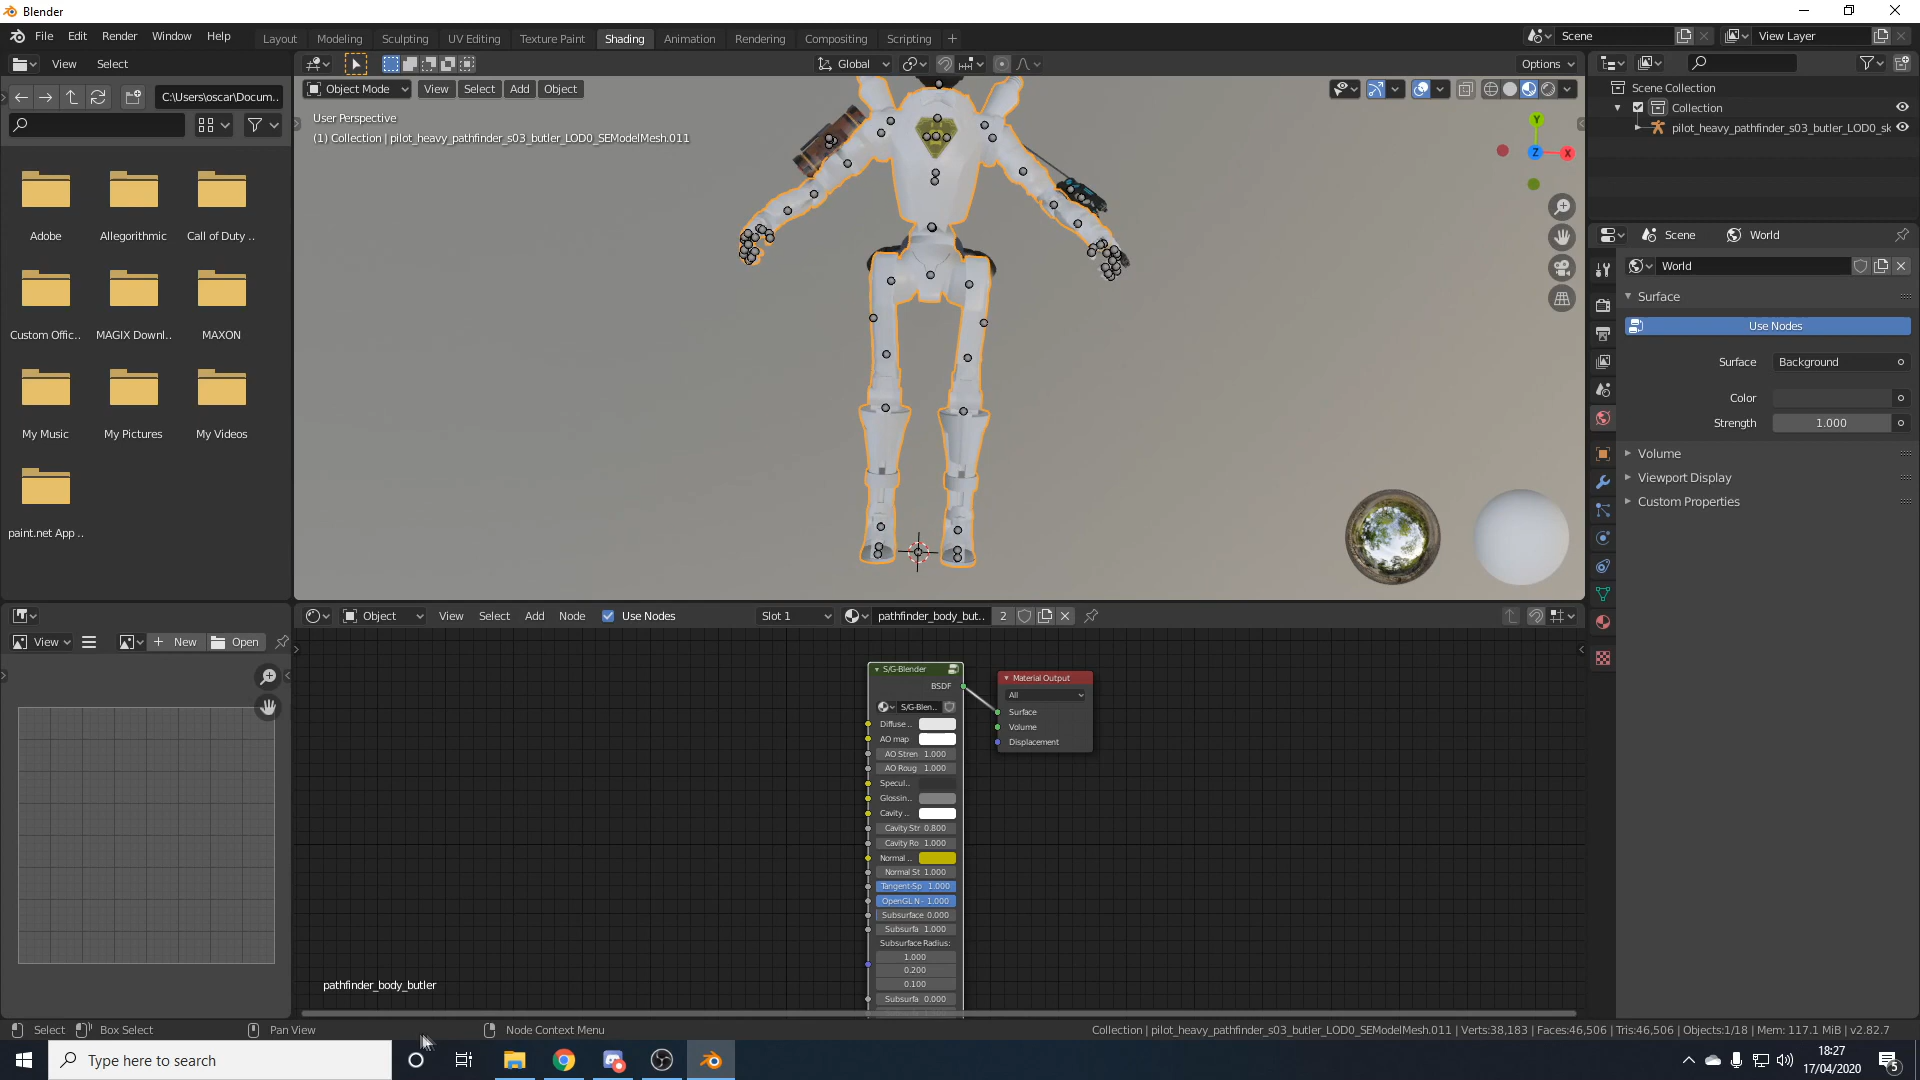 Blender
File Edit Render Window Help
Layout Modeling Sculpting UV Editing Texture Paint Shading Animation Rendering Compositing Scripting
Scene
View Layer
View Select
C:\Users\oscar\Docum..
Adobe
Allegorithmic
Call of Duty ..
Custom Offic..
MAGIX Downl..
MAXON
My Music
My Pictures
My Videos
paint.net App ..
Global
Options
Object Mode View Select Add Object
User Perspective
(1) Collection | pilot_heavy_pathfinder_s03_butler_LOD0_SEModelMesh.011
Y
Z
X
Scene Collection
Collection
pilot_heavy_pathfinder_s03_butler_LOD0_sk
Scene World
World
Surface
Use Nodes
Surface Background
Color
Strength 1.000
Volume
Viewport Display
Custom Properties
View New Open
Object View Select Add Node Use Nodes Slot 1 pathfinder_body_but.. 2
S/G-Blender
BSDF
S/G-Blen..
Diffuse ..
AO map
AO Stren 1.000
AO Roug 1.000
Specul..
Glossin..
Cavity ..
Cavity Str 0.800
Cavity Ro 1.000
Normal ..
Normal St 1.000
Tangent-Sp 1.000
OpenGL N- 1.000
Subsurface 0.000
Subsurfa 1.000
Subsurface Radius:
1.000
0.200
0.100
Subsurfa 0.000
Material Output
All
Surface
Volume
Displacement
pathfinder_body_butler
Select Box Select Pan View Node Context Menu
Collection | pilot_heavy_pathfinder_s03_butler_LOD0_SEModelMesh.011 | Verts:38,183 | Faces:46,506 | Tris:46,506 | Objects:1/18 | Mem: 117.1 MiB | v2.82.7
Type here to search
18:27
17/04/2020
5